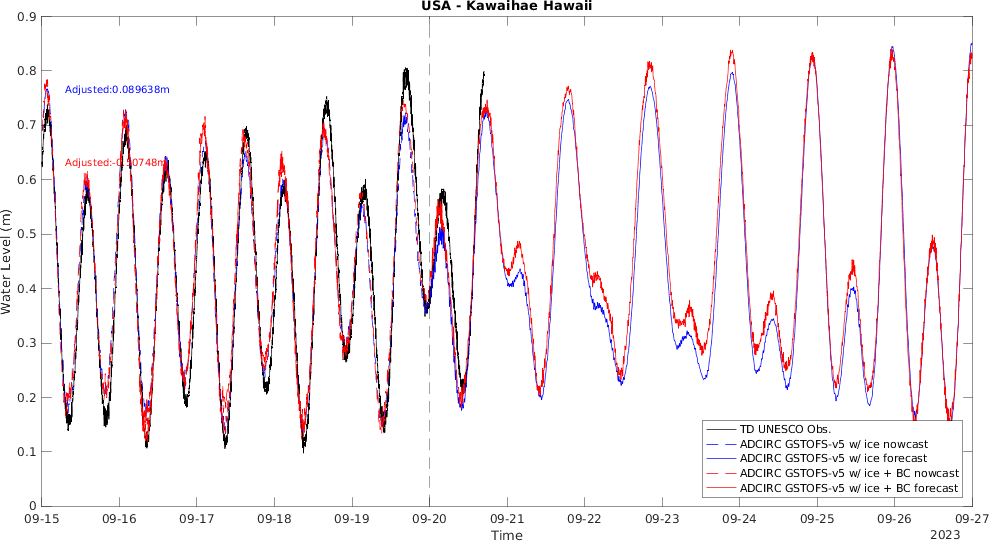 USA - Kawaihae Hawaii
0.9
0.8
0.7
0.6
0.5
0.4
0.3
0.2
0.1
0
Water Level (m)
Adjusted:0.089638m
TD UNESCO Obs.
ADCIRC GSTOFS-v5 w/ ice nowcast
ADCIRC GSTOFS-v5 w/ ice forecast
ADCIRC GSTOFS-v5 w/ ice + BC nowcast
ADCIRC GSTOFS-v5 w/ ice + BC forecast
09-15 09-16 09-17 09-18 09-19 09-20 09-21 09-22 09-23 09-24 09-25 09-26 09-27
Time
2023